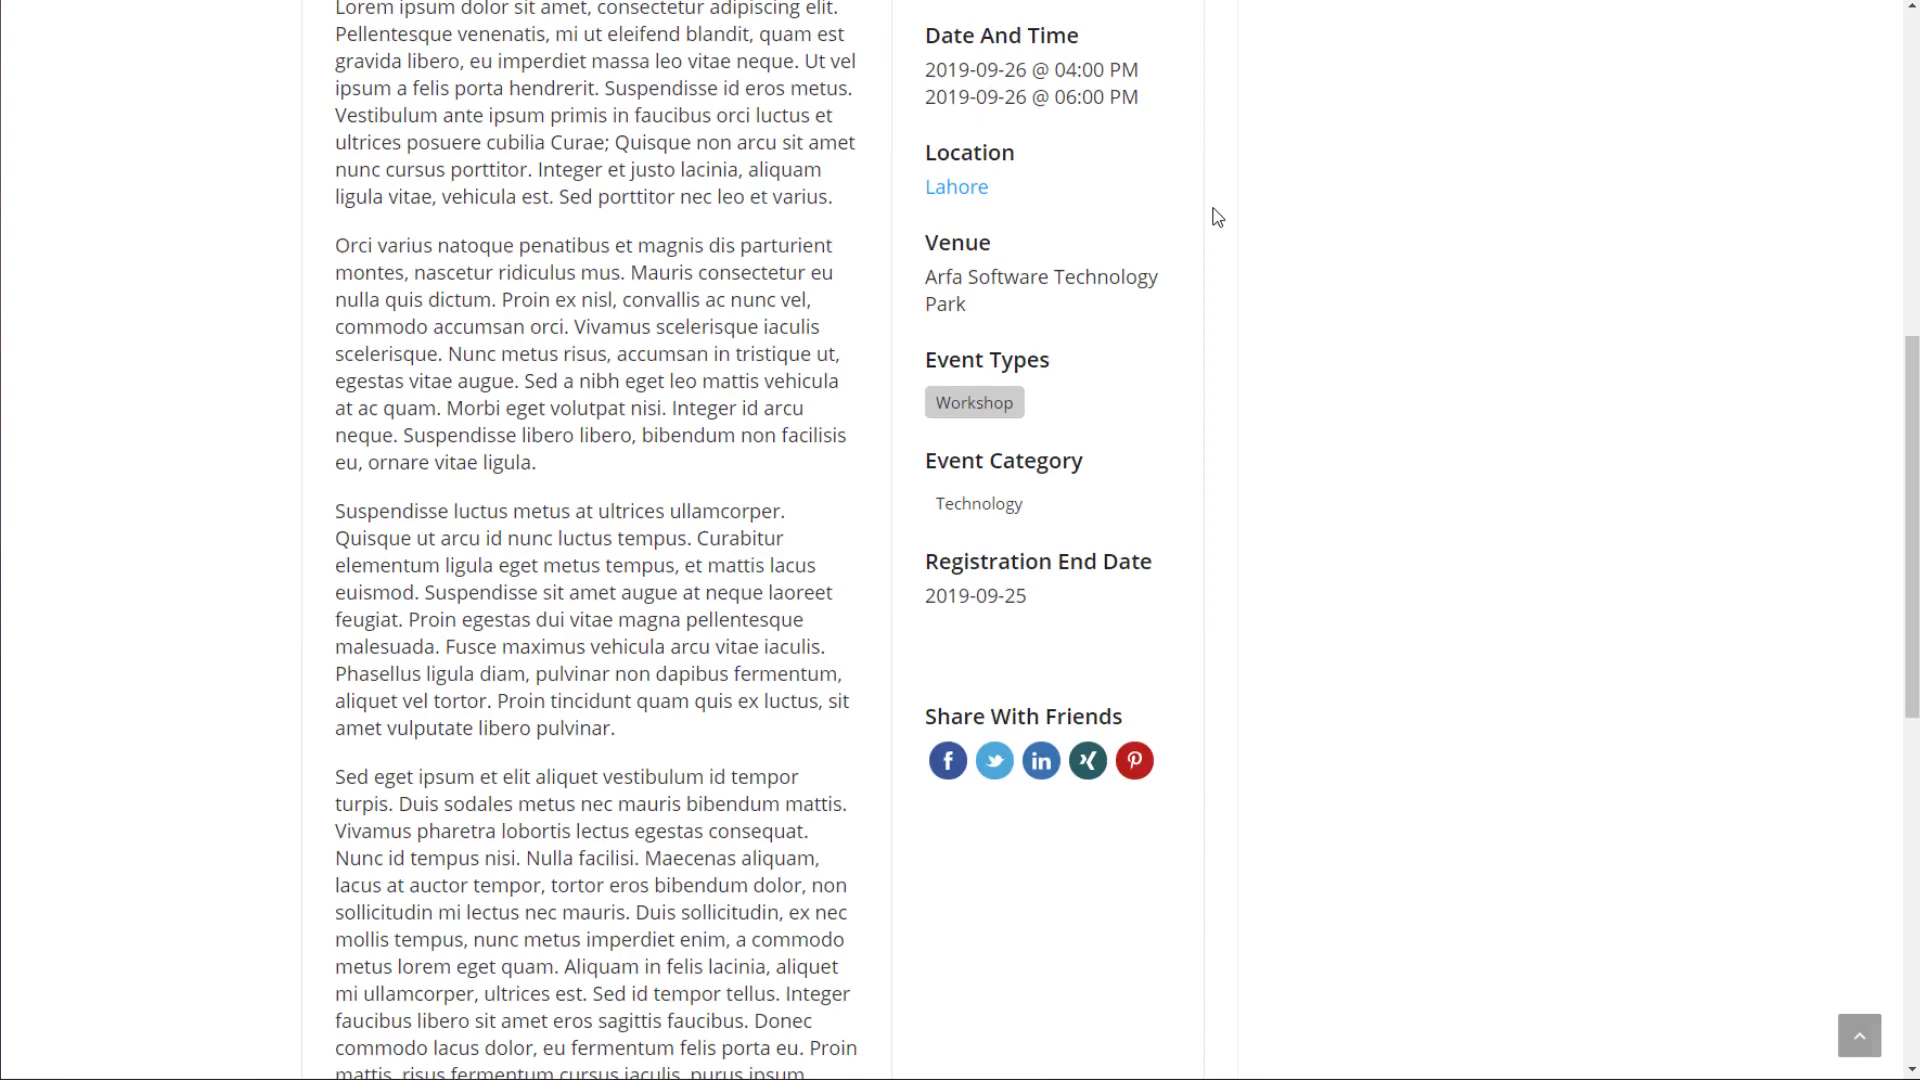 Lorem ipsum dolor sit amet, consectetur adipiscing elit.
Pellentesque venenatis, mi ut eleifend blandit, quam est
gravida libero, eu imperdiet massa leo vitae neque. Ut vel
ipsum a felis porta hendrerit. Suspendisse id eros metus.
Vestibulum ante ipsum primis in faucibus orci luctus et
ultrices posuere cubilia Curae; Quisque non arcu sit amet
nunc cursus porttitor. Integer et justo lacinia, aliquam
ligula vitae, vehicula est. Sed porttitor nec leo et varius.
Orci varius natoque penatibus et magnis dis parturient
montes, nascetur ridiculus mus. Mauris consectetur eu
nulla quis dictum. Proin ex nisl, convallis ac nunc vel,
commodo accumsan orci. Vivamus scelerisque iaculis
scelerisque. Nunc metus risus, accumsan in tristique ut,
egestas vitae augue. Sed a nibh eget leo mattis vehicula
at ac quam. Morbi eget volutpat nisi. Integer id arcu
neque. Suspendisse libero libero, bibendum non facilisis
eu, ornare vitae ligula.
Suspendisse luctus metus at ultrices ullamcorper.
Quisque ut arcu id nunc luctus tempus. Curabitur
elementum ligula eget metus tempus, et mattis lacus
euismod. Suspendisse sit amet augue at neque laoreet
feugiat. Proin egestas dui vitae magna pellentesque
malesuada. Fusce maximus vehicula arcu vitae iaculis.
Phasellus ligula diam, pulvinar non dapibus fermentum,
aliquet vel tortor. Proin tincidunt quam quis ex luctus, sit
amet vulputate libero pulvinar.
Sed eget ipsum et elit aliquet vestibulum id tempor
turpis. Duis sodales metus nec mauris bibendum mattis.
Vivamus pharetra lobortis lectus egestas consequat.
Nunc id tempus nisi. Nulla facilisi. Maecenas aliquam,
lacus at auctor tempor, tortor eros bibendum dolor, non
sollicitudin mi lectus nec mauris. Duis sollicitudin, ex nec
mollis tempus, nunc metus imperdiet enim, a commodo
metus lorem eget quam. Aliquam in felis lacinia, aliquet
mi ullamcorper, ultrices est. Sed id tempor tellus. Integer
faucibus libero sit amet eros sagittis faucibus. Donec
commodo lacus dolor, eu fermentum felis porta eu. Proin
mattis, risus fermentum cursus iaculis, purus ipsum
Date And Time
2019-09-26 @ 04:00 PM
2019-09-26 @ 06:00 PM
Location
Lahore
Venue
Arfa Software Technology
Park
Event Types
Workshop
Event Category
Technology
Registration End Date
2019-09-25
Share With Friends